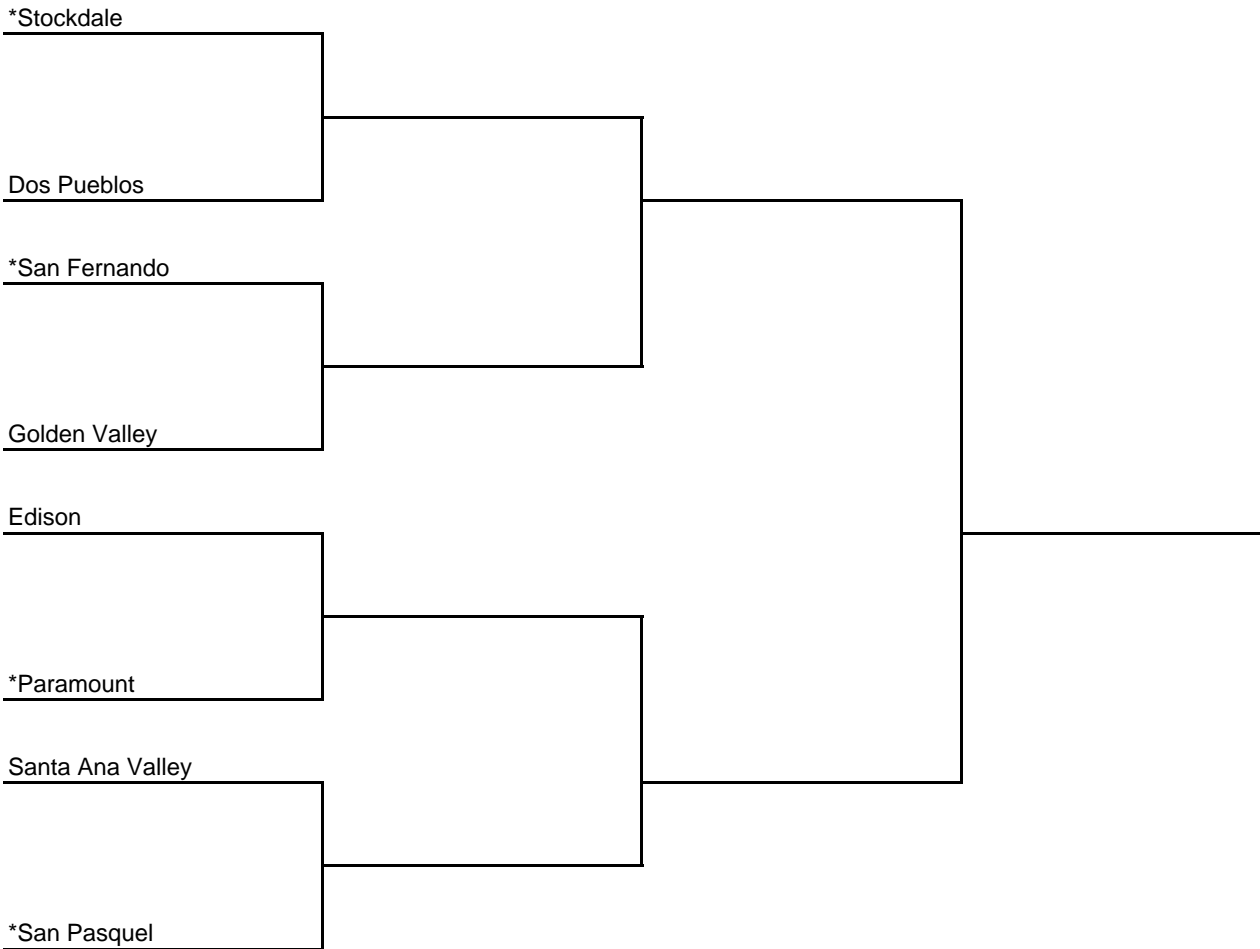 *Stockdale
Dos Pueblos
*San Fernando
Golden Valley
Edison
*Paramount
Santa Ana Valley
*San Pasquel